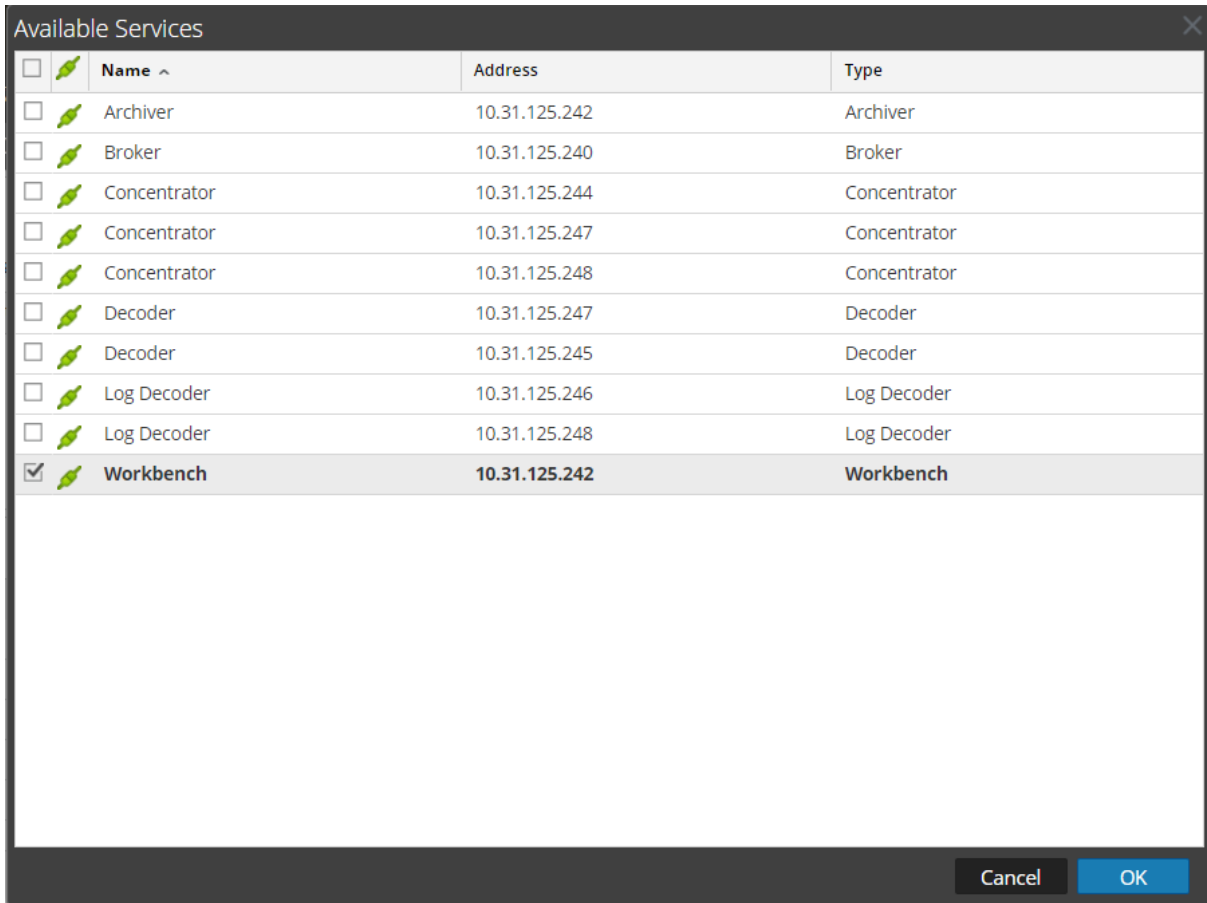 Available Services
Name Address Type
Archiver 10.31.125.242 Archiver
Broker 10.31.125.240 Broker
Concentrator 10.31.125.244 Concentrator
Concentrator 10.31.125.247 Concentrator
Concentrator 10.31.125.248 Concentrator
Decoder 10.31.125.247 Decoder
Decoder 10.31.125.245 Decoder
Log Decoder 10.31.125.246 Log Decoder
Log Decoder 10.31.125.248 Log Decoder
Workbench 10.31.125.242 Workbench
Cancel OK